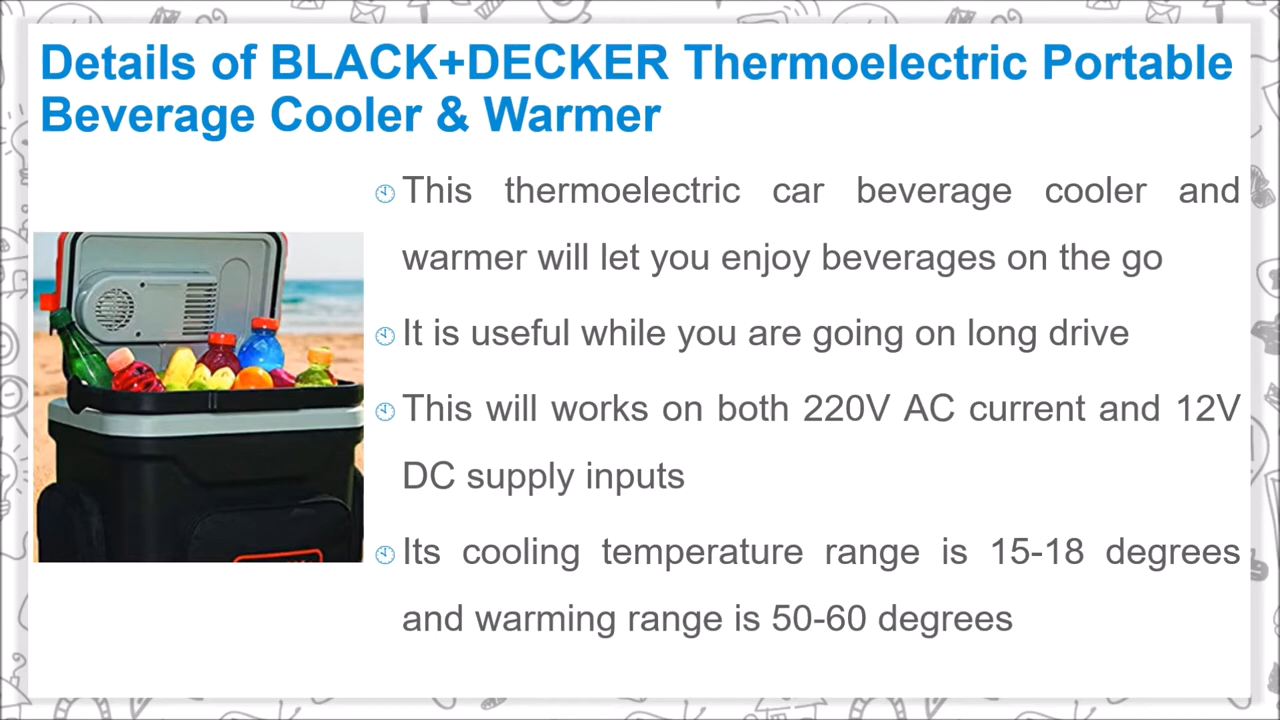 Details of BLACK+DECKER Thermoelectric Portable
Beverage Cooler & Warmer
This thermoelectric car beverage cooler and
warmer will let you enjoy beverages on the go
It is useful while you are going on long drive
This will works on both 220V AC current and 12V
DC supply inputs
Its cooling temperature range is 15-18 degrees
and warming range is 50-60 degrees